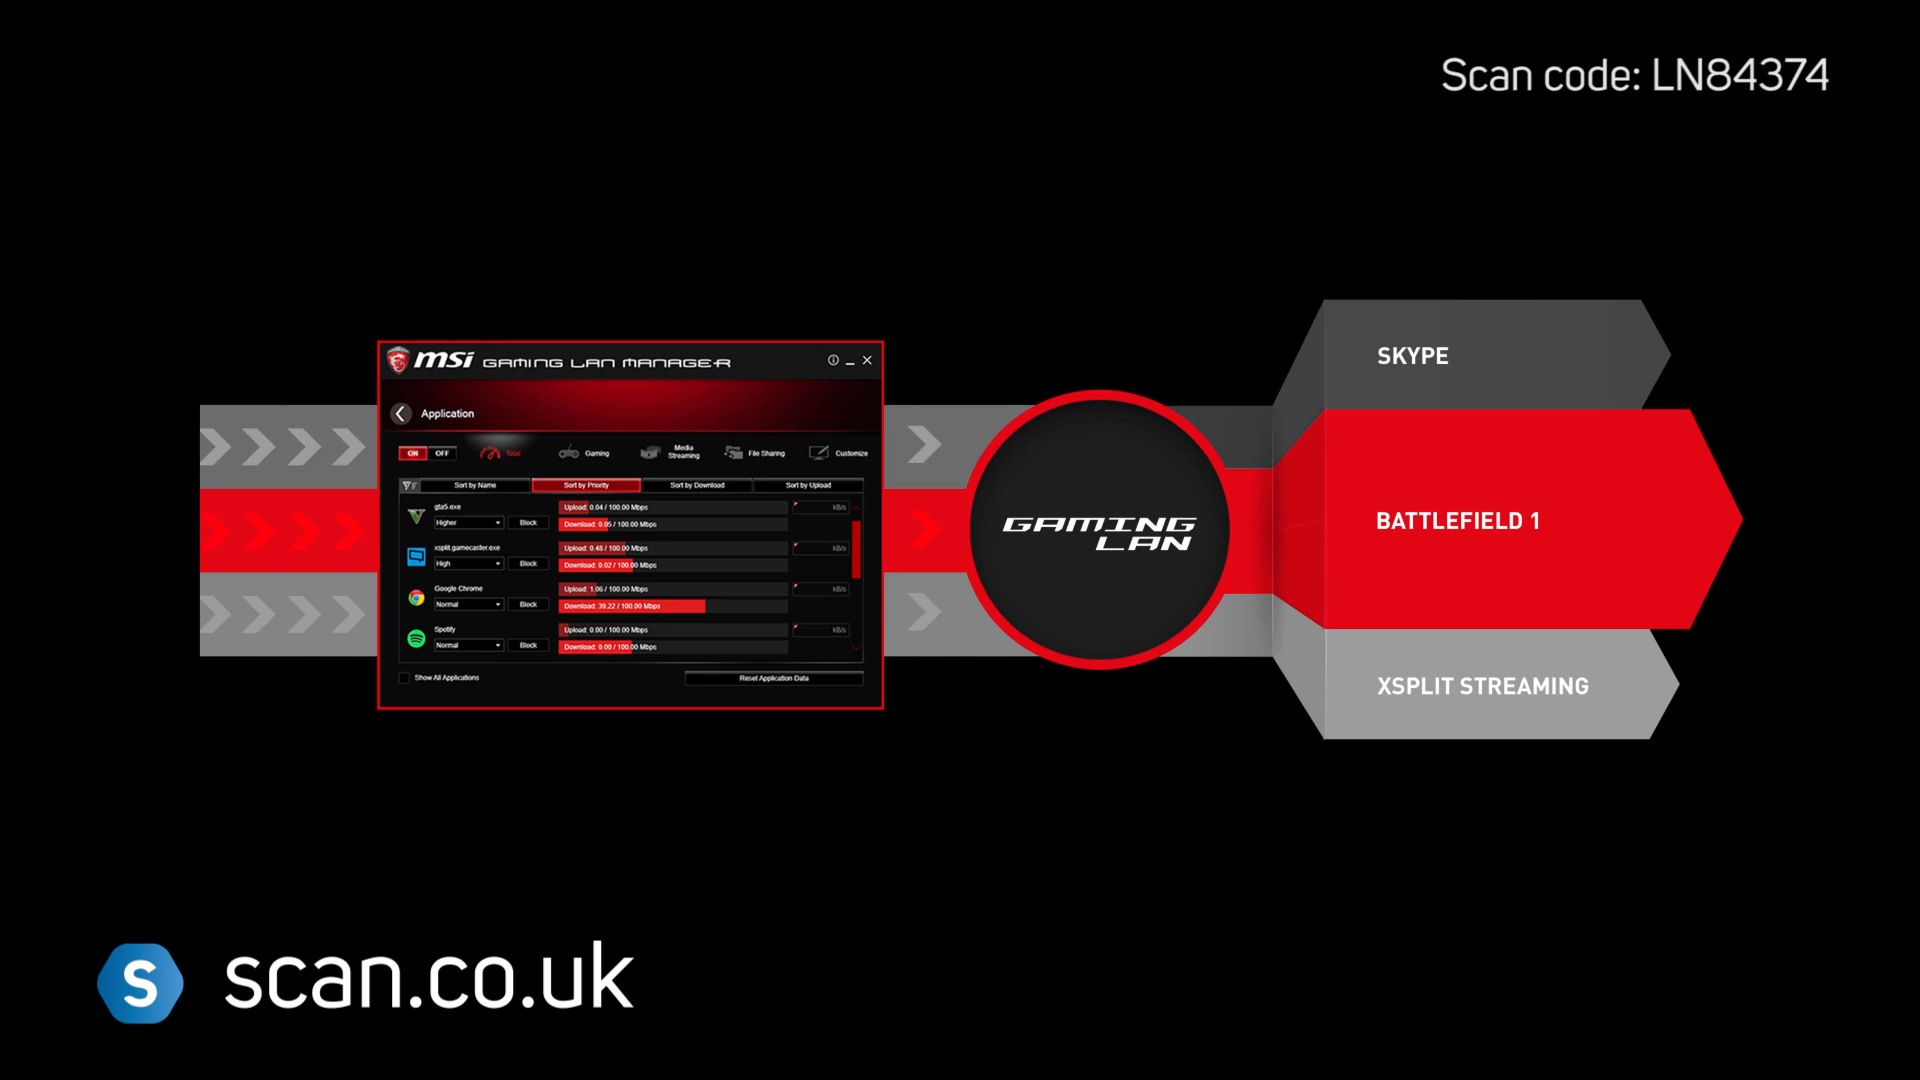 Scan code: LN84374
msi GAMING LAN MANAGER
Application
ON OFF Total Gaming Media Streaming File Sharing Customize
Sort by Name Sort by Priority Sort by Download Sort by Upload
gta5.exe
Higher Block
Upload: 0.04 / 100.00 Mbps kB/s
Download: 0.05 / 100.00 Mbps
xsplit.gamecaster.exe
High Block
Upload: 0.48 / 100.00 Mbps kB/s
Download: 0.02 / 100.00 Mbps
Google Chrome
Normal Block
Upload: 1.06 / 100.00 Mbps kB/s
Download: 39.22 / 100.00 Mbps
Spotify
Normal Block
Upload: 0.00 / 100.00 Mbps kB/s
Download: 0.00 / 100.00 Mbps
Show All Applications Reset Application Data
GAMING
LAN
SKYPE
BATTLEFIELD 1
XSPLIT STREAMING
S scan.co.uk